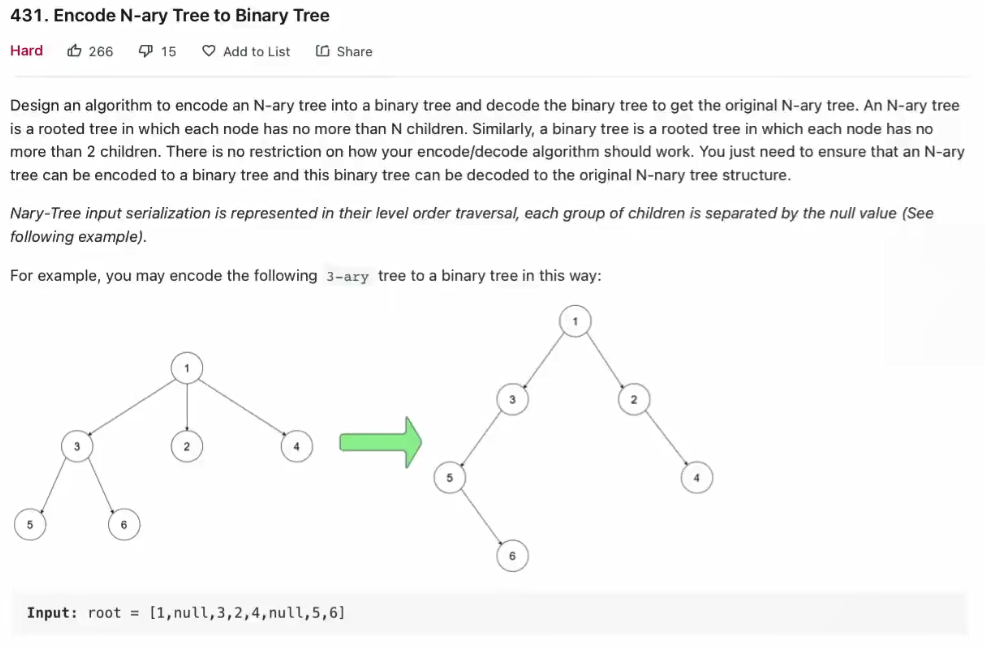 431. Encode N-ary Tree to Binary Tree
Hard 266 15 Add to List Share
Design an algorithm to encode an N-ary tree into a binary tree and decode the binary tree to get the original N-ary tree. An N-ary tree
is a rooted tree in which each node has no more than N children. Similarly, a binary tree is a rooted tree in which each node has no
more than 2 children. There is no restriction on how your encode/decode algorithm should work. You just need to ensure that an N-ary
tree can be encoded to a binary tree and this binary tree can be decoded to the original N-nary tree structure.
Nary-Tree input serialization is represented in their level order traversal, each group of children is separated by the null value (See
following example).
For example, you may encode the following 3-ary tree to a binary tree in this way:
1
3 2 4
5 6
1
3 2
5 4
6
Input: root = [1,null,3,2,4,null,5,6]